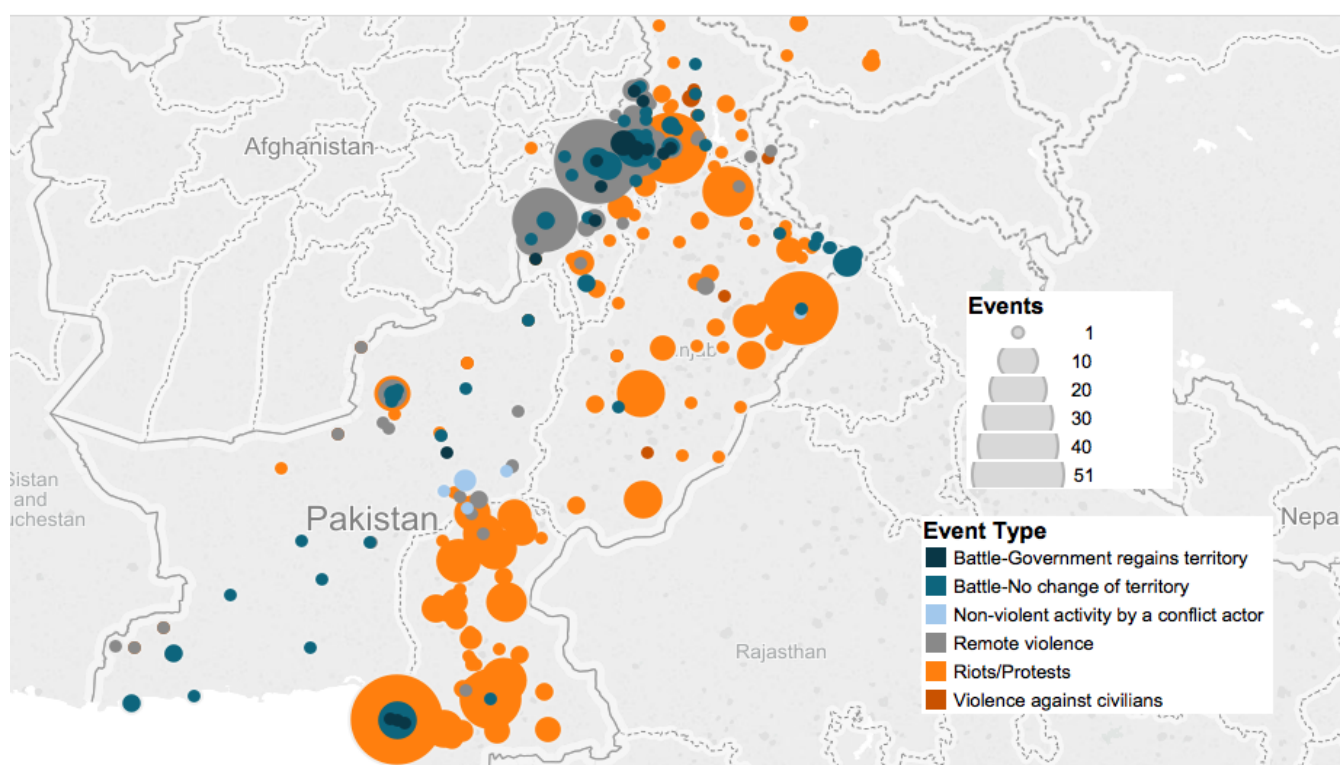 Afghanistan
Events
1
10
20
30
40
51
Sistan
and
uchestan
njab
Pakistan
Nepa
Event Type
Battle-Government regains territory
Battle-No change of territory
Non-violent activity by a conflict actor
Remote violence
Riots/Protests
Violence against civilians
Rajasthan